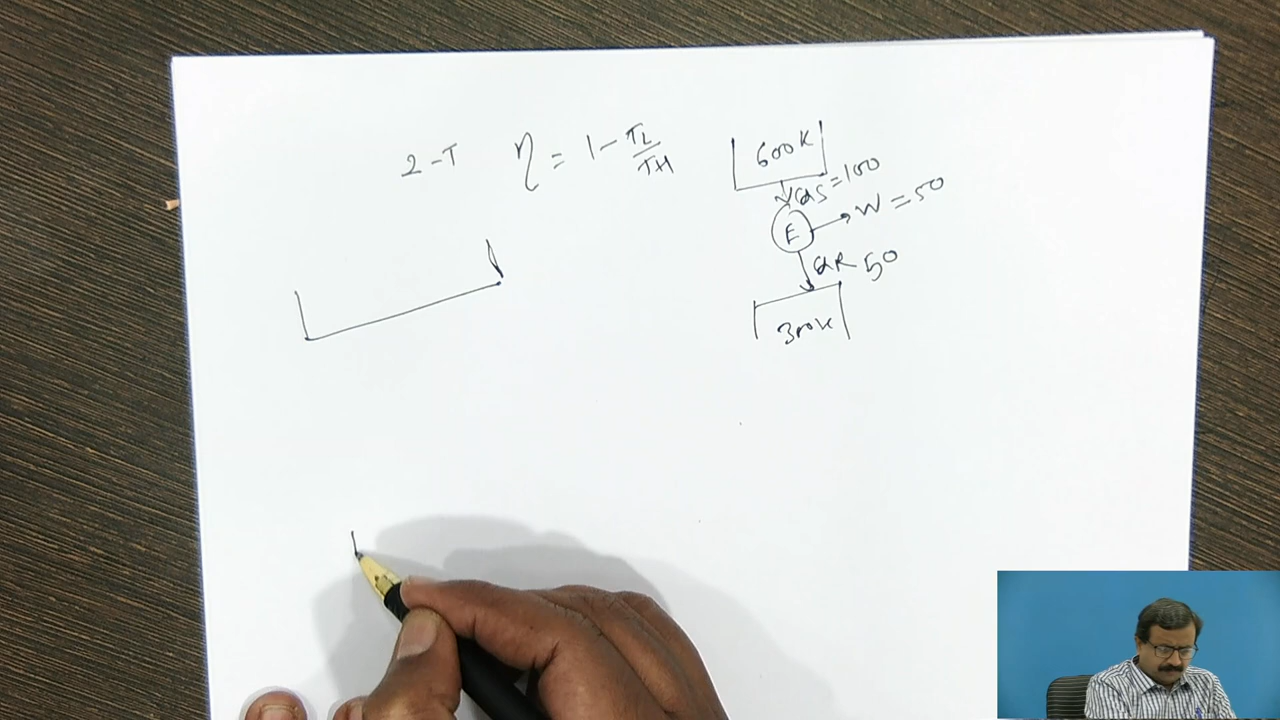 2-T η = 1 - TL/TH
600K
QS = 100
E W = 50
QR 50
300K